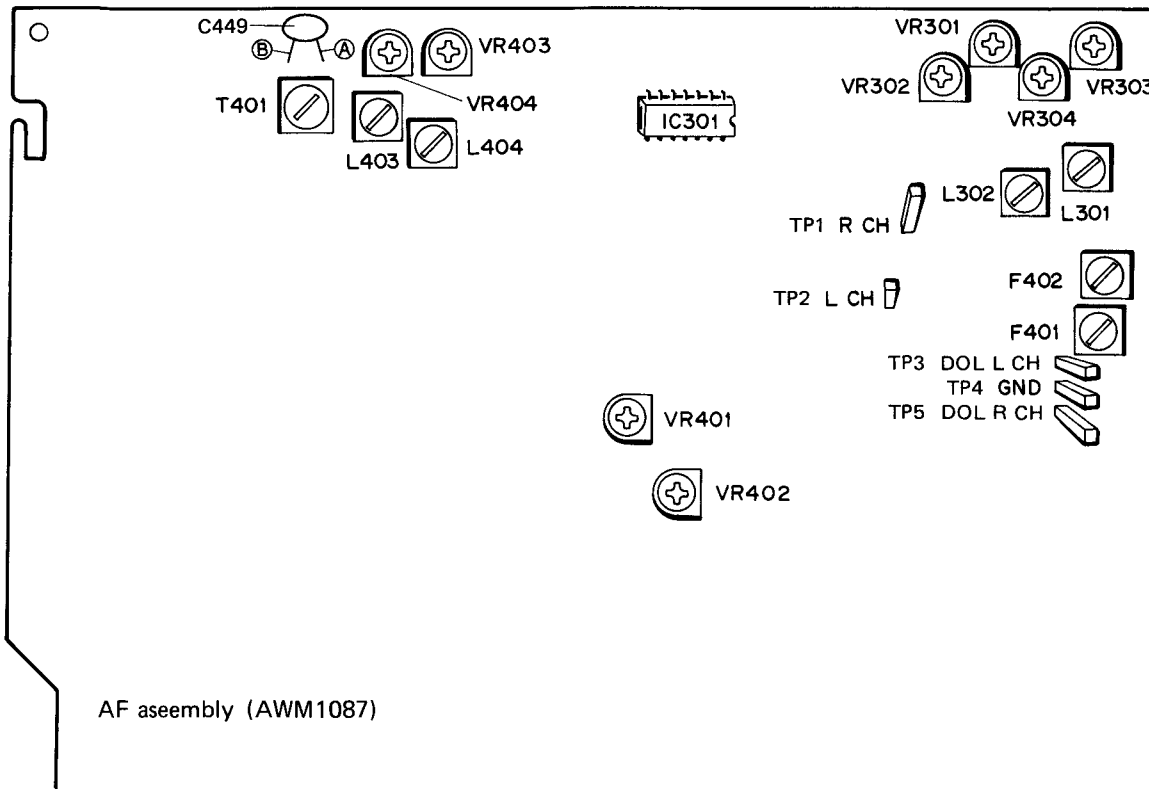 C449
B
A
VR403
VR404
T401
L403
L404
IC301
VR301
VR302
VR303
VR304
L302
L301
TP1 R CH
TP2 L CH
F402
F401
TP3 DOL L CH
TP4 GND
TP5 DOL R CH
VR401
VR402
AF aseembly (AWM1087)